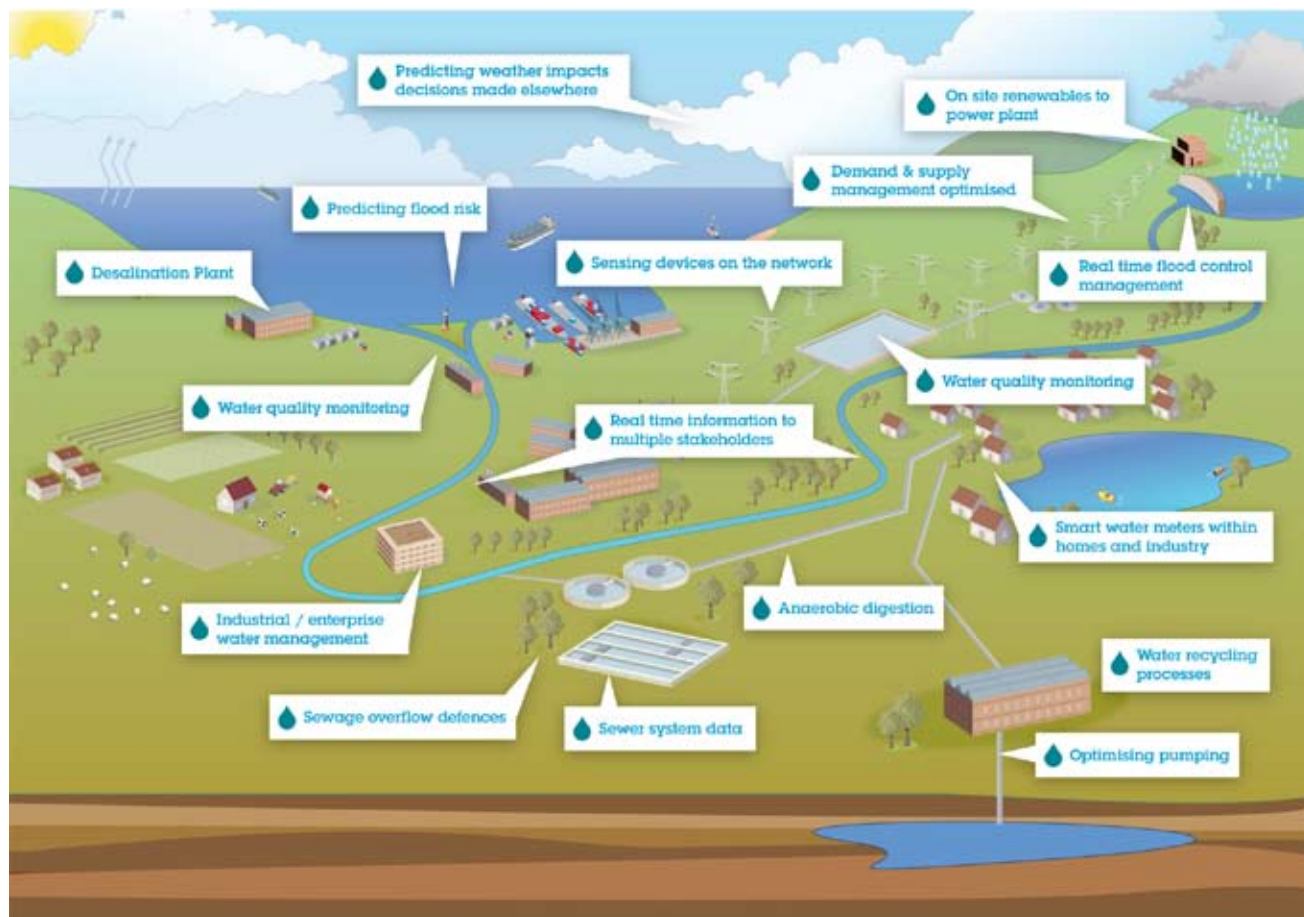 Predicting weather impacts
decisions made elsewhere
On site renewables to
power plant
Demand & supply
management optimised
Predicting flood risk
Desalination Plant
Sensing devices on the network
Real time flood control
management
Water quality monitoring
Water quality monitoring
Real time information to
multiple stakeholders
Smart water meters within
homes and industry
Industrial / enterprise
water management
Anaerobic digestion
Water recycling
processes
Sewage overflow defences
Sewer system data
Optimising pumping